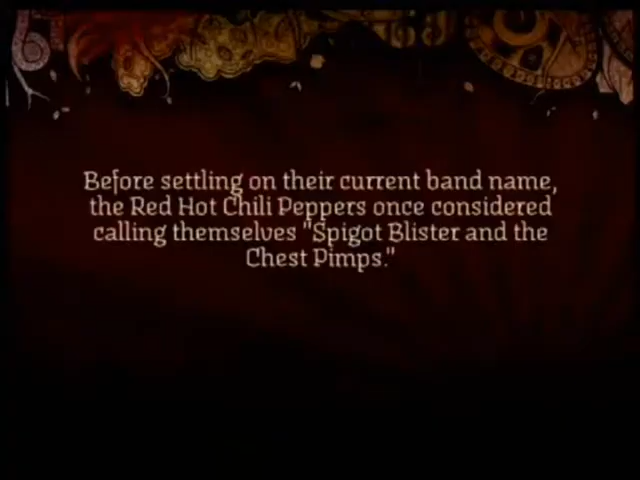 Before settling on their current band name,
the Red Hot Chili Peppers once considered
calling themselves "Spigot Blister and the
Chest Pimps."